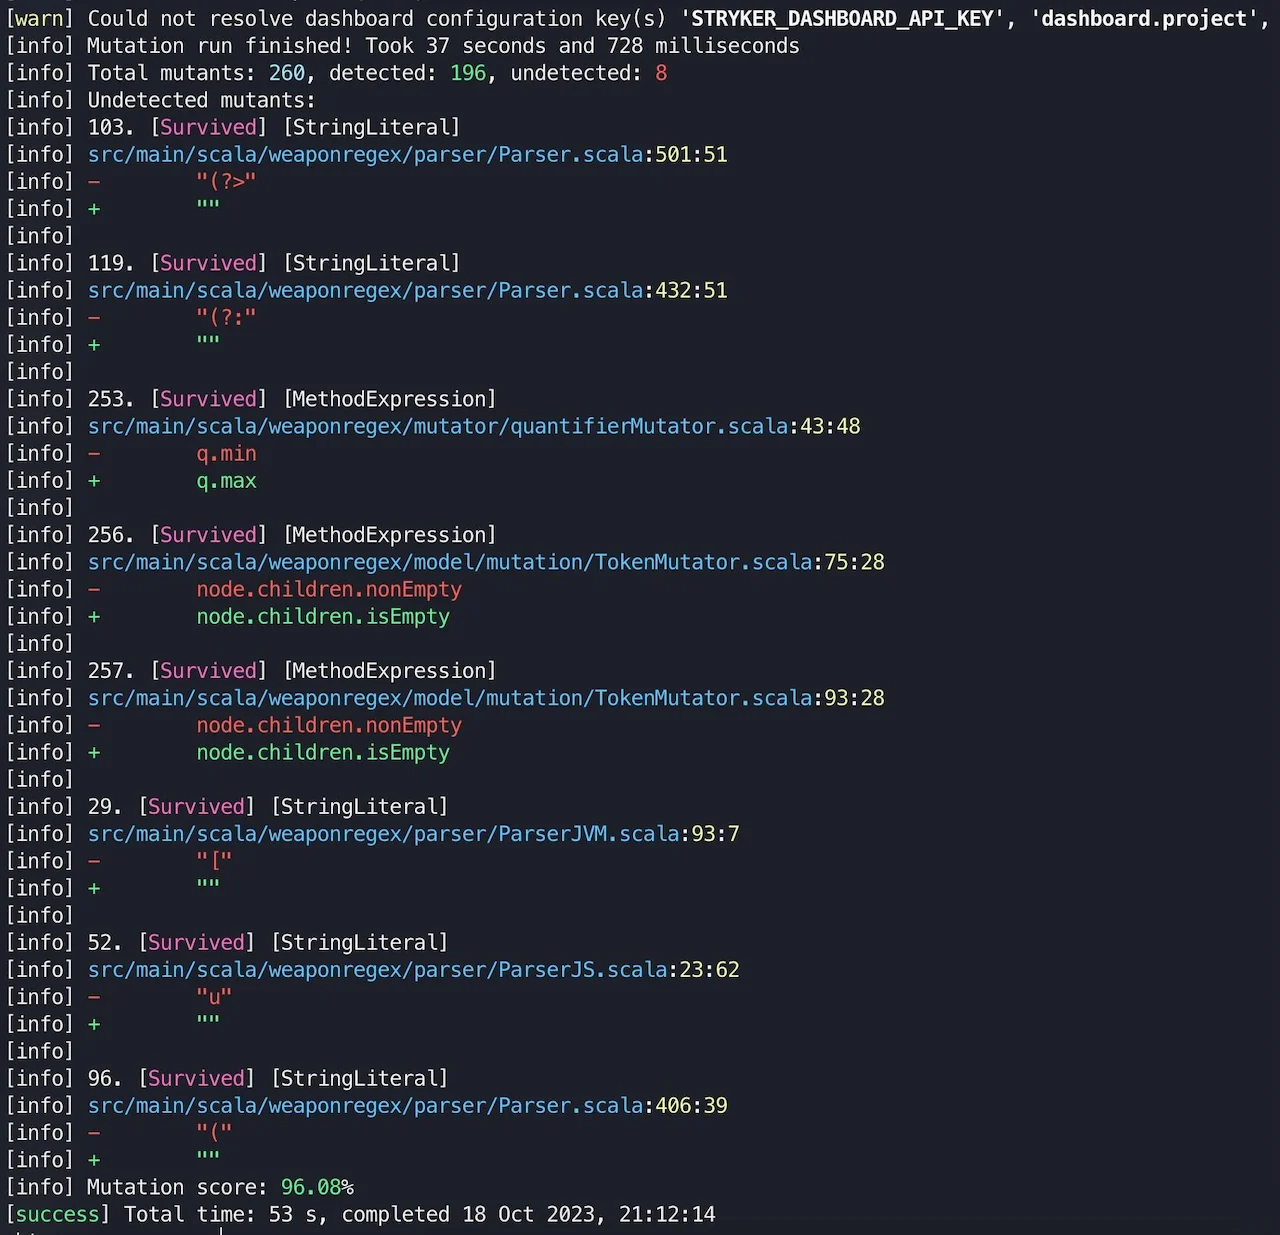 [warn] Could not resolve dashboard configuration key(s) 'STRYKER_DASHBOARD_API_KEY', 'dashboard.project',
[info] Mutation run finished! Took 37 seconds and 728 milliseconds
[info] Total mutants: 260, detected: 196, undetected: 8
[info] Undetected mutants:
[info] 103. [Survived] [StringLiteral]
[info] src/main/scala/weaponregex/parser/Parser.scala:501:51
[info] −        "(?>"
[info] +        ""
[info]
[info] 119. [Survived] [StringLiteral]
[info] src/main/scala/weaponregex/parser/Parser.scala:432:51
[info] −        "(?:"
[info] +        ""
[info]
[info] 253. [Survived] [MethodExpression]
[info] src/main/scala/weaponregex/mutator/quantifierMutator.scala:43:48
[info] −        q.min
[info] +        q.max
[info]
[info] 256. [Survived] [MethodExpression]
[info] src/main/scala/weaponregex/model/mutation/TokenMutator.scala:75:28
[info] −        node.children.nonEmpty
[info] +        node.children.isEmpty
[info]
[info] 257. [Survived] [MethodExpression]
[info] src/main/scala/weaponregex/model/mutation/TokenMutator.scala:93:28
[info] −        node.children.nonEmpty
[info] +        node.children.isEmpty
[info]
[info] 29. [Survived] [StringLiteral]
[info] src/main/scala/weaponregex/parser/ParserJVM.scala:93:7
[info] −        "["
[info] +        ""
[info]
[info] 52. [Survived] [StringLiteral]
[info] src/main/scala/weaponregex/parser/ParserJS.scala:23:62
[info] −        "u"
[info] +        ""
[info]
[info] 96. [Survived] [StringLiteral]
[info] src/main/scala/weaponregex/parser/Parser.scala:406:39
[info] −        "("
[info] +        ""
[info] Mutation score: 96.08%
[success] Total time: 53 s, completed 18 Oct 2023, 21:12:14